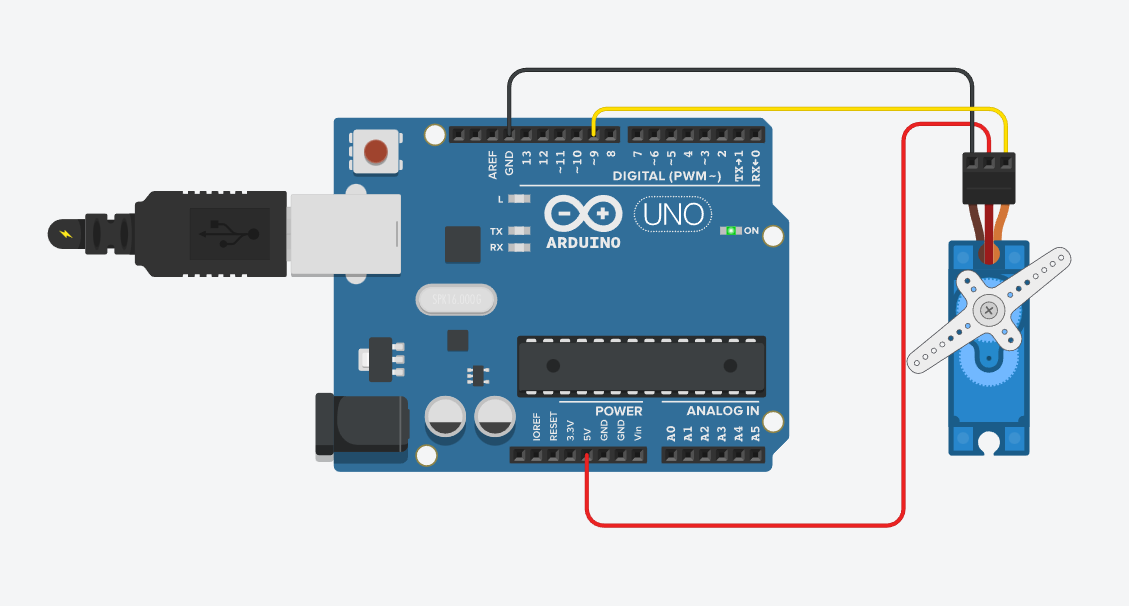 AREF
GND
13
12
~11
~10
~9
8
7
~6
~5
4
~3
2
TX→1
RX←0
DIGITAL (PWM~)
L
TX
RX
ARDUINO
UNO
ON
POWER
ANALOG IN
IOREF
RESET
3.3V
5V
GND
GND
Vin
A0
A1
A2
A3
A4
A5